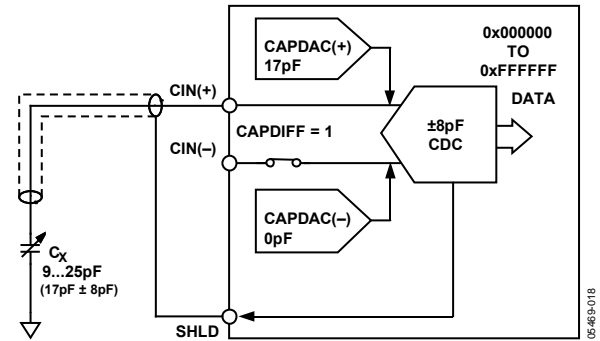 CAPDAC(+)
17pF
0x000000
TO
0xFFFFFF
DATA
CIN(+)
CAPDIFF = 1
±8pF
CDC
CIN(–)
CAPDAC(–)
0pF
CX
9...25pF
(17pF ± 8pF)
SHLD
05469-018